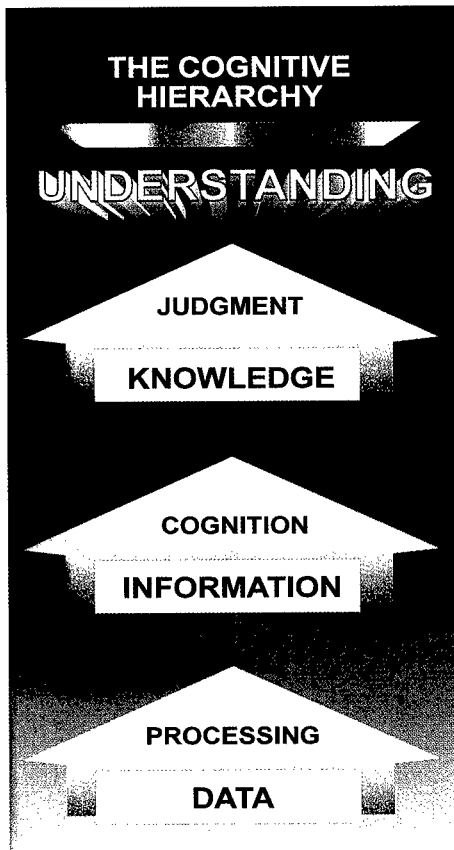 THE COGNITIVE
HIERARCHY
UNDERSTANDING
JUDGMENT
KNOWLEDGE
COGNITION
INFORMATION
PROCESSING
DATA